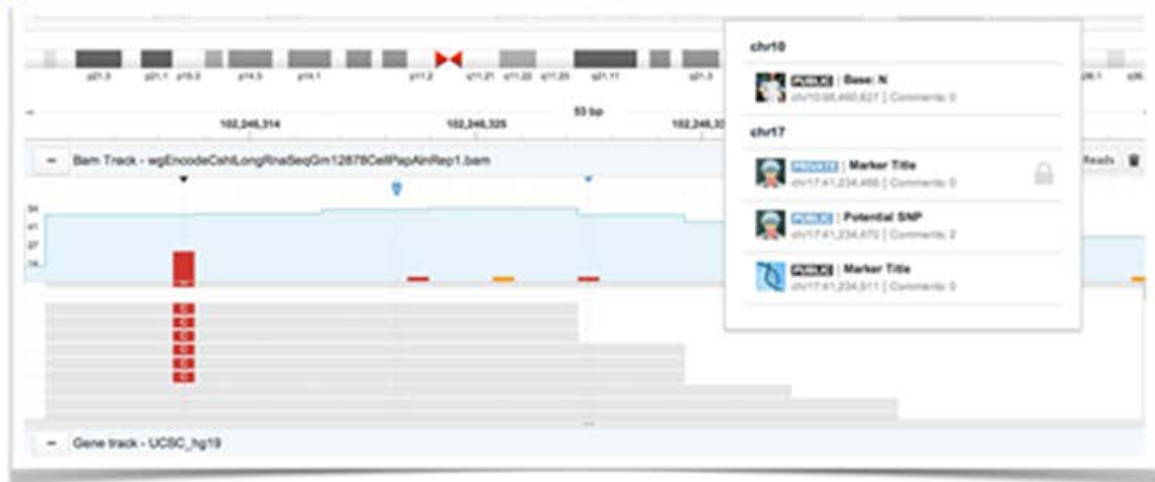 p21.3 p21.1 p15.3 p14.3 p14.1 p11.2 q11.21 q11.22 q11.23 q21.11 q21.3
53 bp
102,246,314 102,246,325
Bam Track - wgEncodeCshlLongRnaSeqGm12878CellPapAlnRep1.bam Reads
41
27
C
C
C
C
C
C
Gene track - UCSC_hg19
chr10
PUBLIC | Base: N
Comments: 0
chr17
PRIVATE | Marker Title
Comments: 0
PUBLIC | Potential SNP
Comments: 2
PUBLIC | Marker Title
Comments: 0